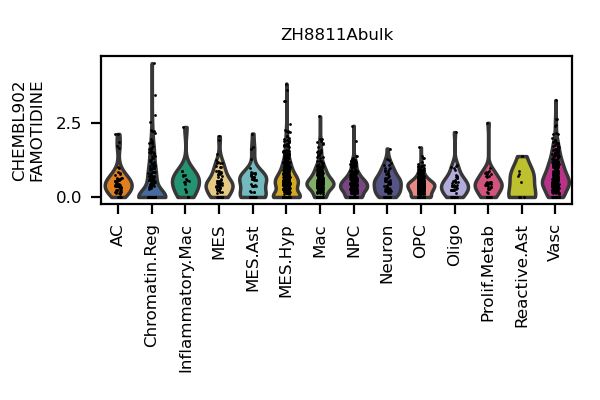 ZH8811Abulk
CHEMBL902
FAMOTIDINE
2.5
0.0
AC
Chromatin.Reg
Inflammatory.Mac
MES
MES.Ast
MES.Hyp
Mac
NPC
Neuron
OPC
Oligo
Prolif.Metab
Reactive.Ast
Vasc